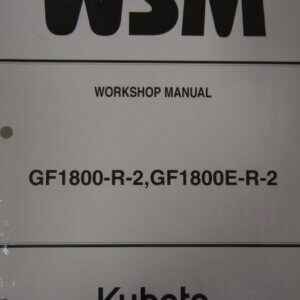 WSM
WORKSHOP MANUAL
GF1800-R-2,GF1800E-R-2
Kubota